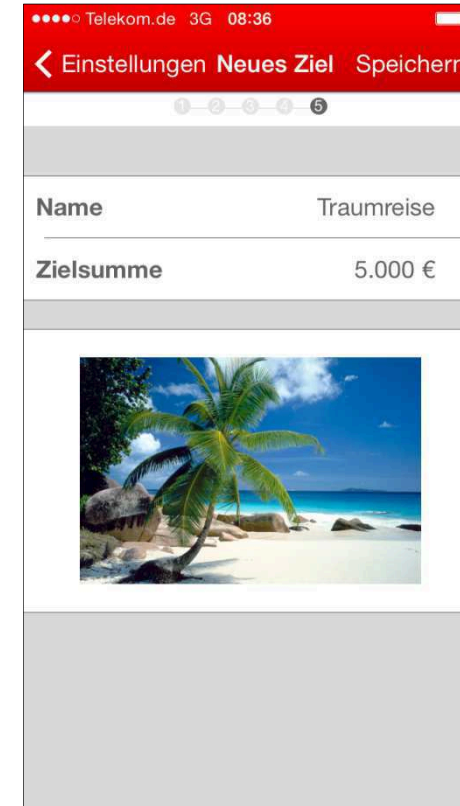 Telekom.de 3G 08:36
Einstellungen Neues Ziel Speichern
1 2 3 4 5
Name Traumreise
Zielsumme 5.000 €